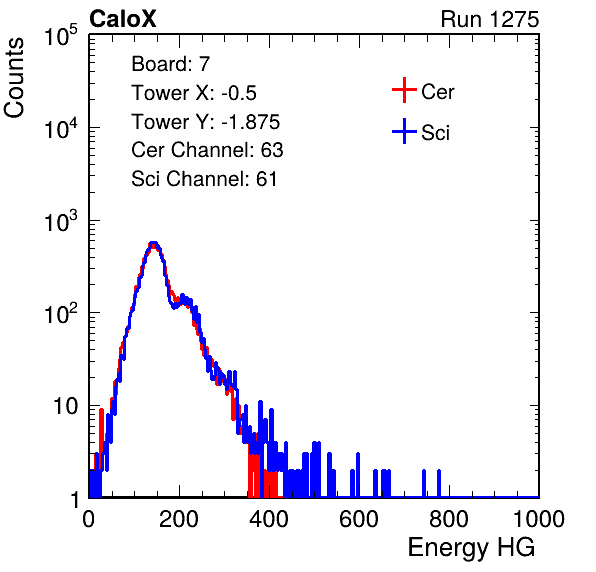 CaloX Run 1275
Counts
Board: 7
Tower X: -0.5
Tower Y: -1.875
Cer Channel: 63
Sci Channel: 61
Cer
Sci
10^5
10^4
10^3
10^2
10
1
0 200 400 600 800 1000
Energy HG